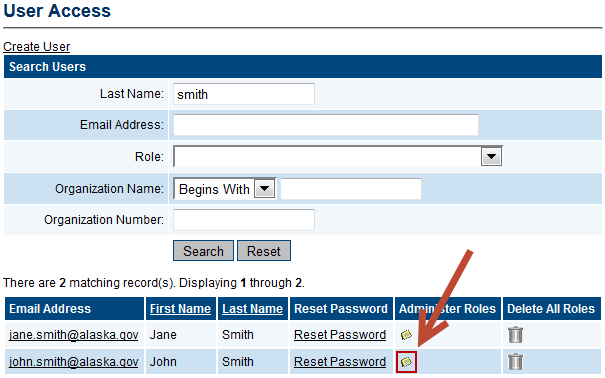 User Access
Create User
Search Users
Last Name: smith
Email Address:
Role:
Organization Name: Begins With
Organization Number:
Search Reset
There are 2 matching record(s). Displaying 1 through 2.
Email Address First Name Last Name Reset Password Administer Roles Delete All Roles
jane.smith@alaska.gov Jane Smith Reset Password
john.smith@alaska.gov John Smith Reset Password